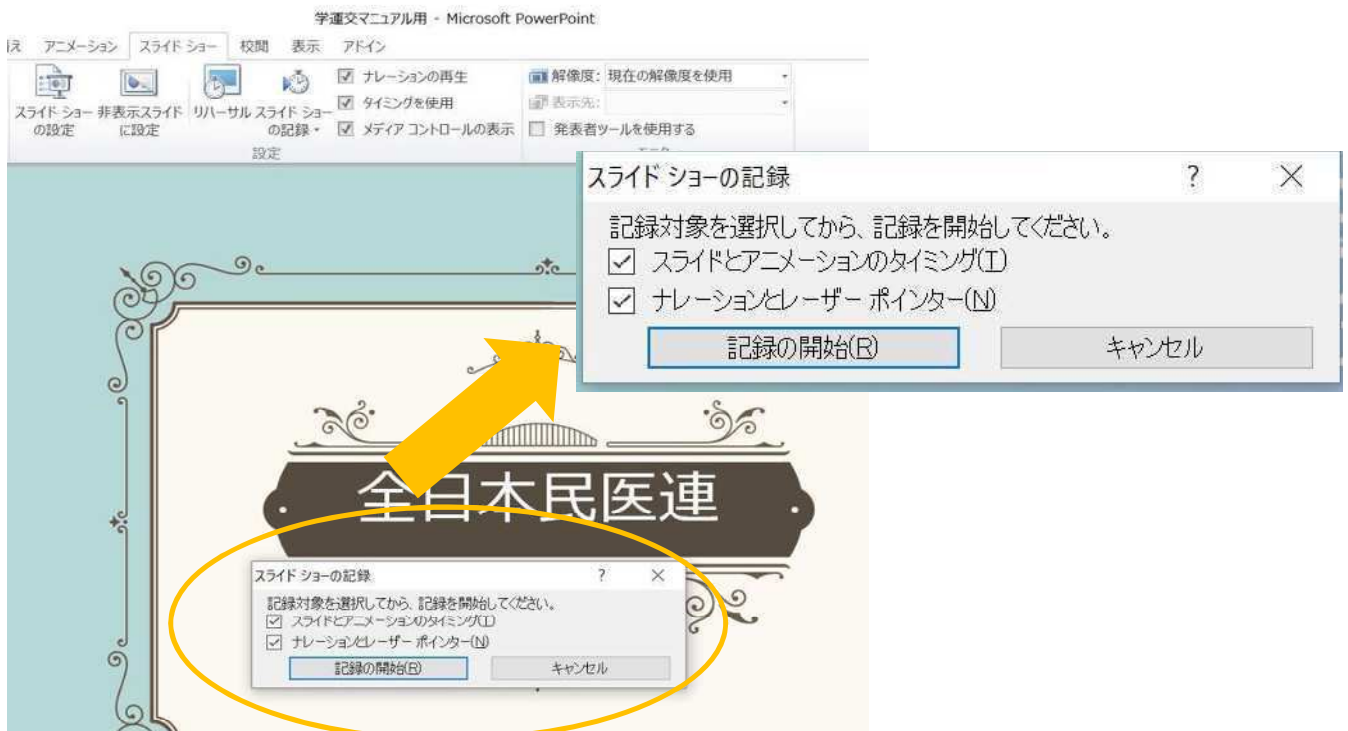 学運交マニュアル用 - Microsoft PowerPoint
え アニメーション スライド ショー 校閲 表示 アドイン
スライド ショー の設定
非表示スライド に設定
リハーサル
スライド ショー の記録
ナレーションの再生
タイミングを使用
メディア コントロールの表示
設定
解像度: 現在の解像度を使用
表示先:
発表者ツールを使用する
スライド ショーの記録 ?
記録対象を選択してから、記録を開始してください。
スライドとアニメーションのタイミング(T)
ナレーションとレーザー ポインター(N)
記録の開始(R) キャンセル
全日本民医連
スライド ショーの記録 ?
記録対象を選択してから、記録を開始してください。
スライドとアニメーションのタイミング(T)
ナレーションとレーザー ポインター(N)
記録の開始(R) キャンセル